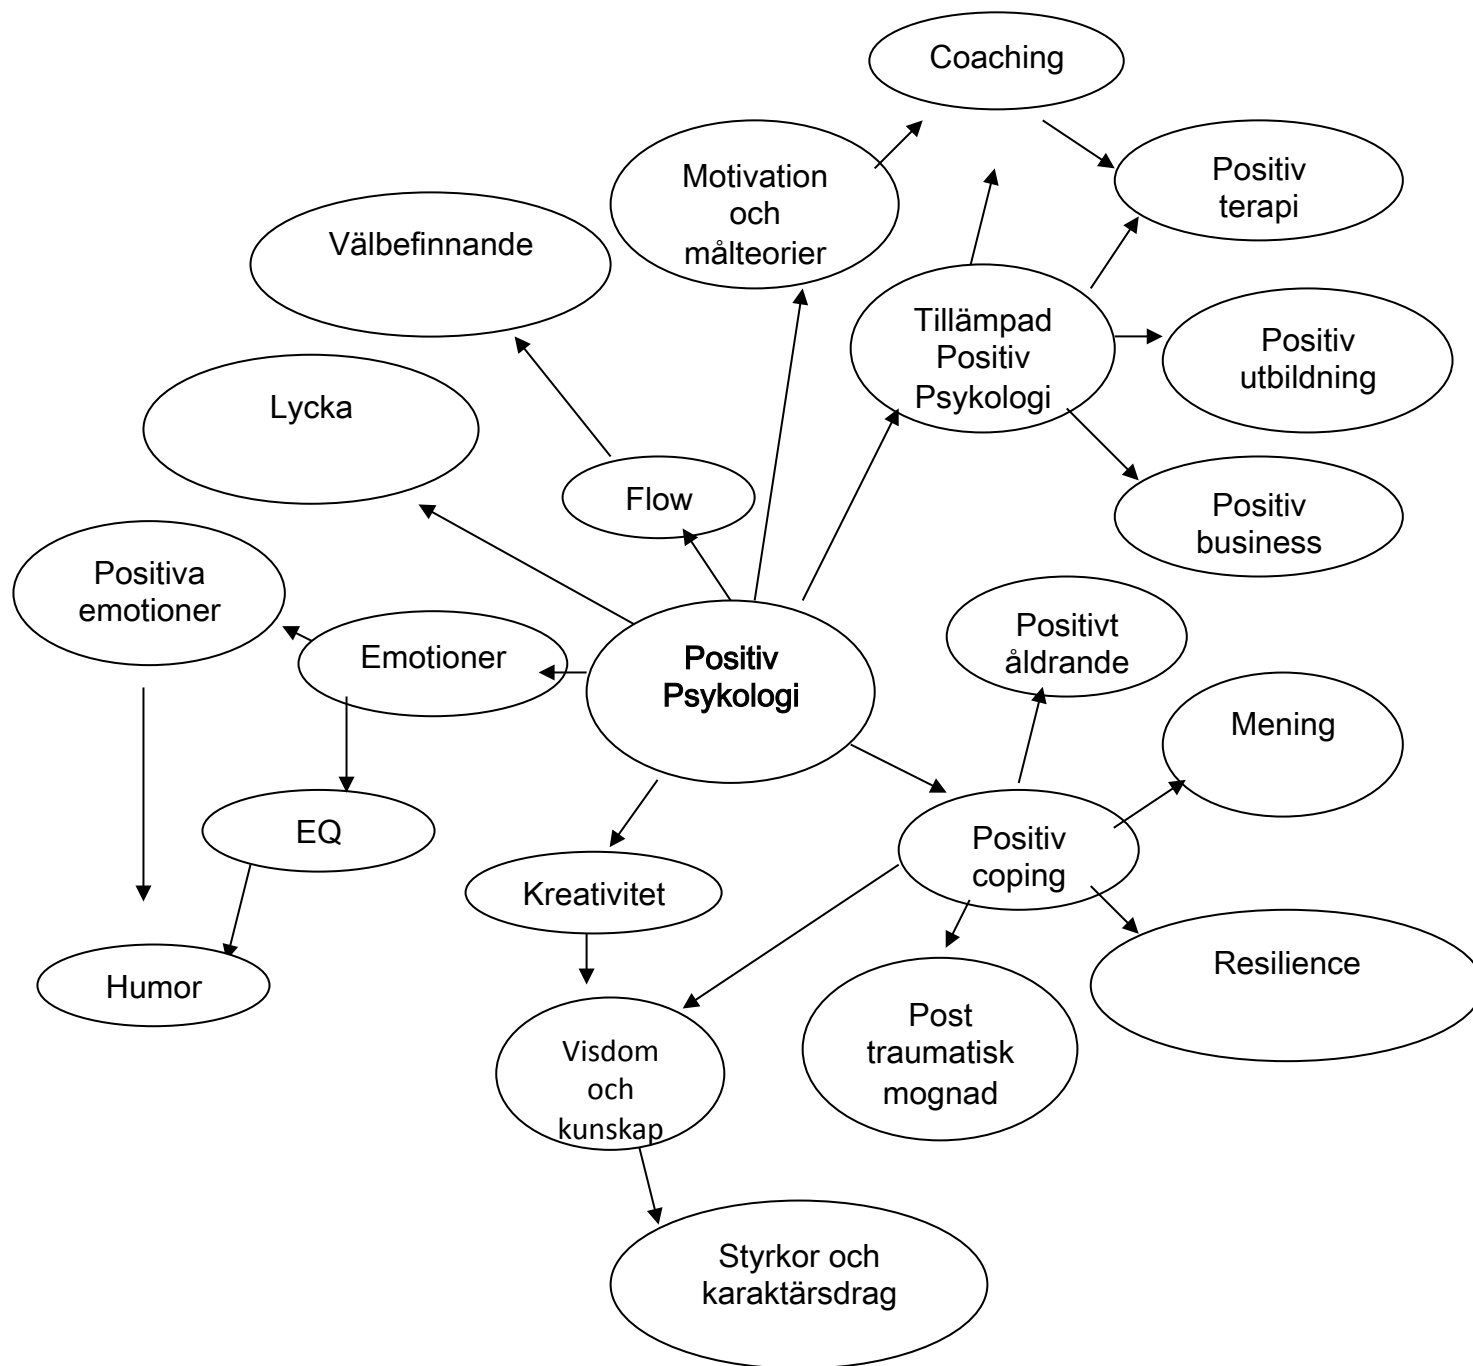 Coaching
Motivation
och
målteorier
Positiv
terapi
Välbefinnande
Tillämpad
Positiv
Psykologi
Positiv
utbildning
Lycka
Flow
Positiv
business
Positiva
emotioner
Emotioner
Positiv
Psykologi
Positivt
åldrande
Mening
EQ
Positiv
coping
Kreativitet
Resilience
Humor
Post
traumatisk
mognad
Visdom
och
kunskap
Styrkor och
karaktärsdrag